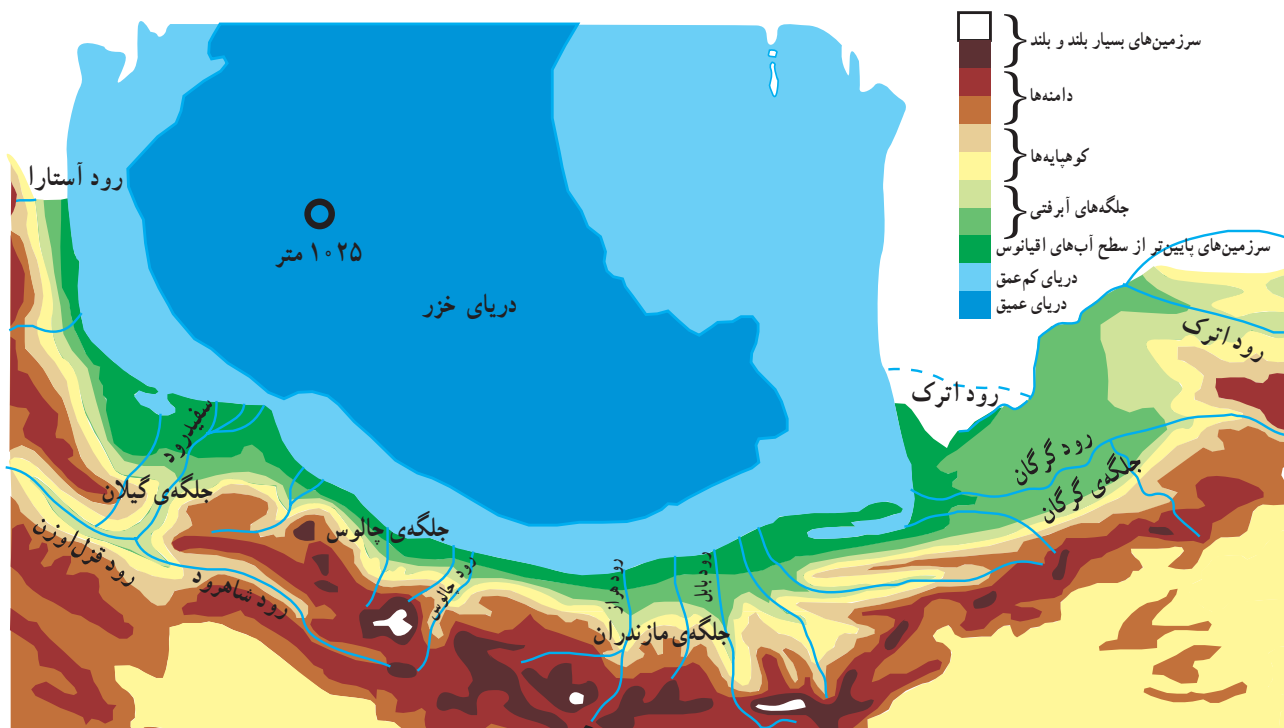 سرزمین‌های بسیار بلند و بلند
دامنه‌ها
کوهپایه‌ها
جلگه‌های آبرفتی
سرزمین‌های پایین‌تر از سطح آب‌های اقیانوس
دریای کم‌عمق
دریای عمیق
رود آستارا
۱۰۲۵ متر
دریای خزر
رود اترک
رود اترک
سفیدرود
جلگه‌ی گیلان
رود قزل‌اوزن
رود شاهرود
جلگه‌ی چالوس
رود چالوس
رود هراز
رود بابل
جلگه‌ی مازندران
رود گرگان
جلگه‌ی گرگان